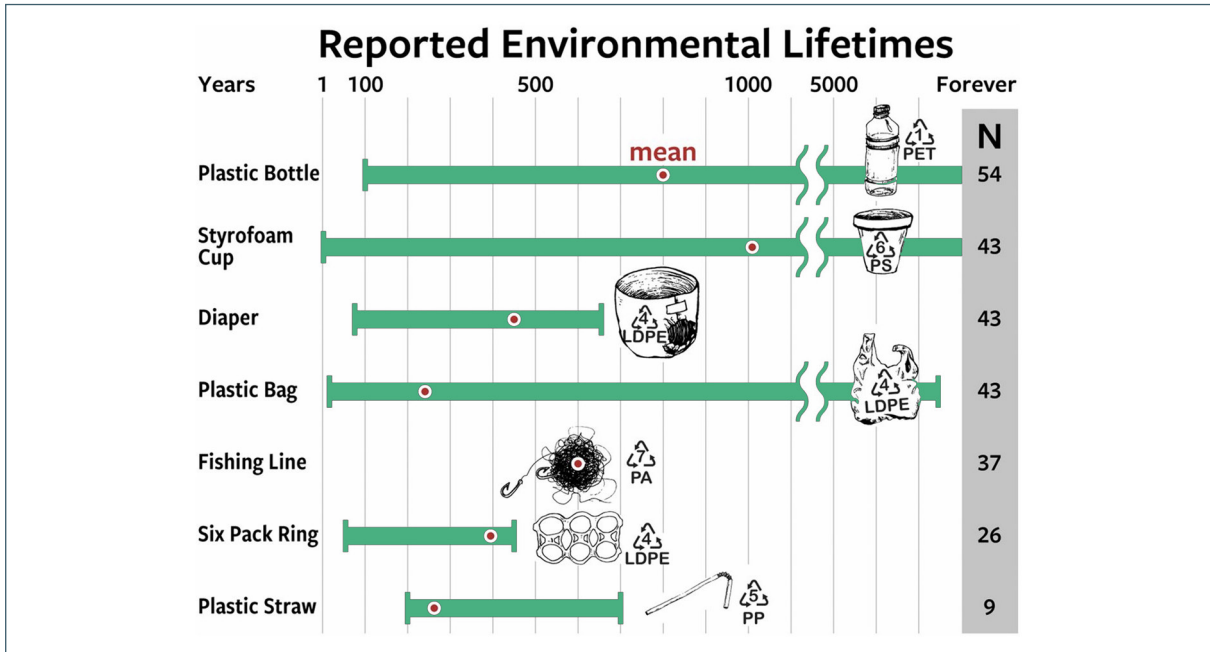 Reported Environmental Lifetimes
Years 1 100 500 1000 5000 Forever
N
1
PET
mean
Plastic Bottle 54
Styrofoam
Cup 43
6
PS
Diaper 43
4
LDPE
Plastic Bag 43
4
LDPE
Fishing Line 37
7
PA
Six Pack Ring 26
4
LDPE
Plastic Straw 9
5
PP